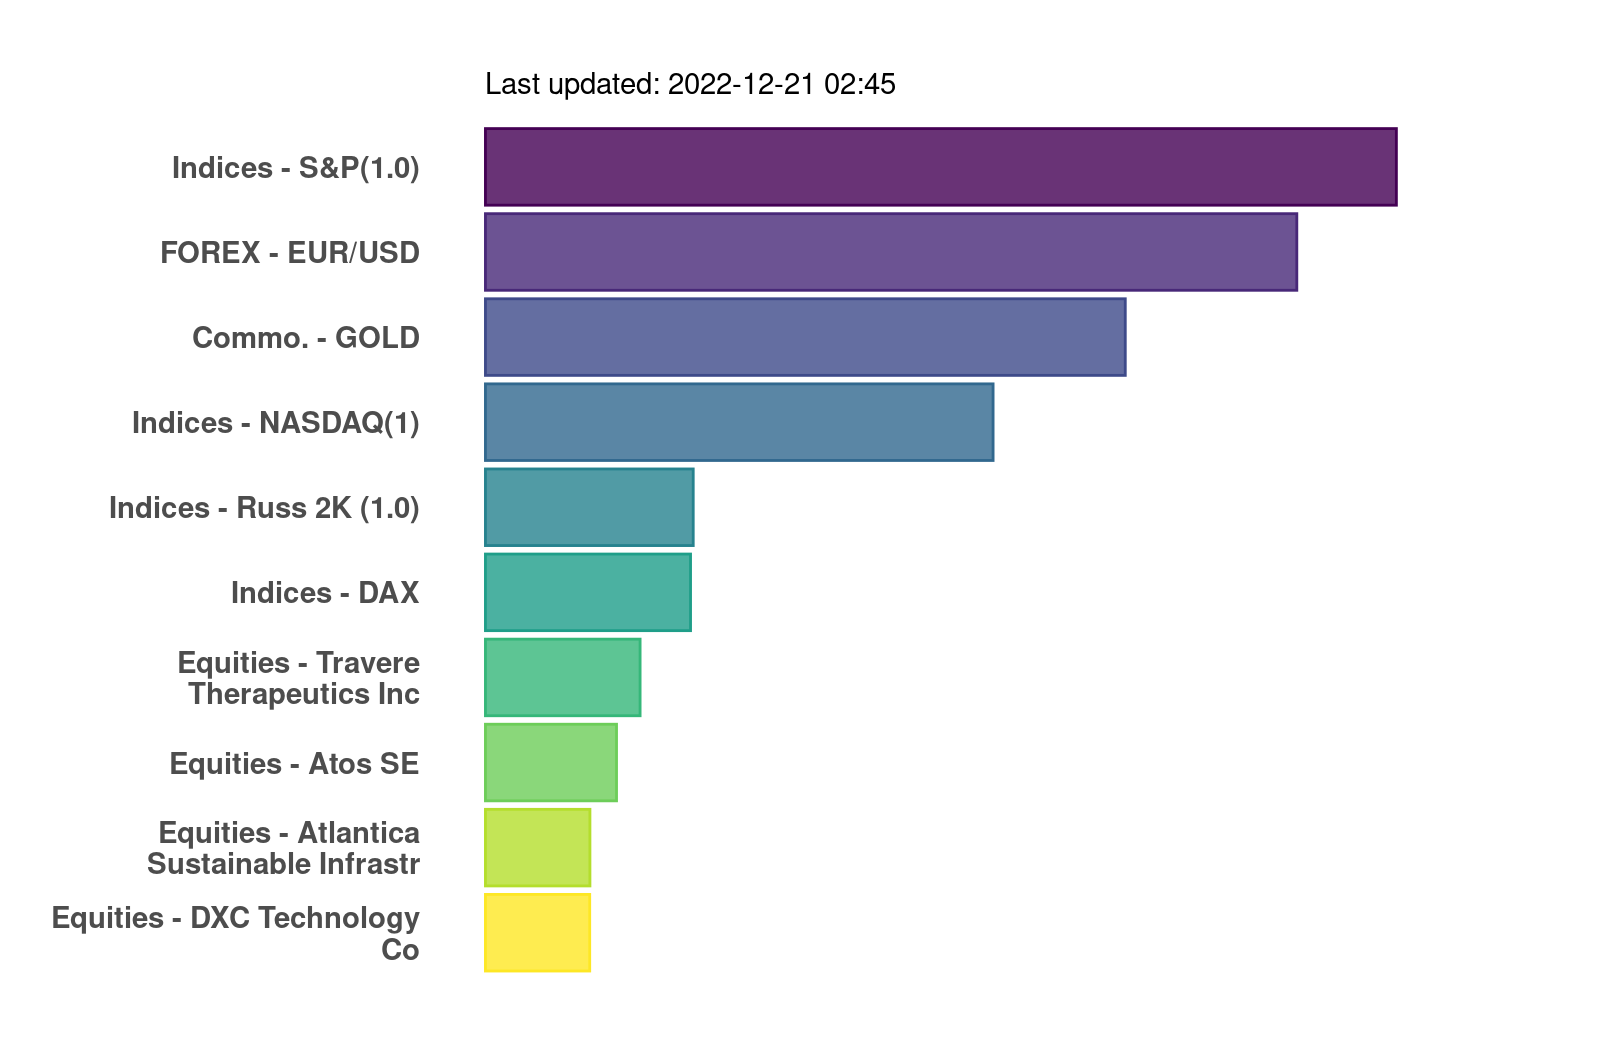 Last updated: 2022-12-21 02:45
Indices - S&P(1.0)
FOREX - EUR/USD
Commo. - GOLD
Indices - NASDAQ(1)
Indices - Russ 2K (1.0)
Indices - DAX
Equities - Travere
Therapeutics Inc
Equities - Atos SE
Equities - Atlantica
Sustainable Infrastr
Equities - DXC Technology
Co